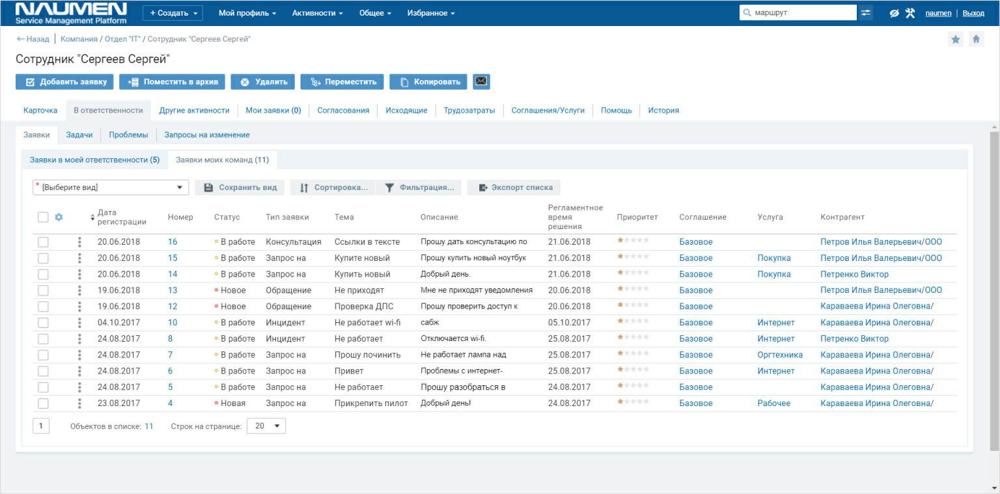 NAUMEN
Service Management Platform
+ Создать Мой профиль Активности Общее Избранное маршрут naumen | Выход
Назад Компания / Отдел "IT" / Сотрудник "Сергеев Сергей"
Сотрудник "Сергеев Сергей"
Добавить заявку Поместить в архив Удалить Переместить Копировать
Карточка В ответственности Другие активности Мои заявки (0) Согласования Исходящие Трудозатраты Соглашения/Услуги Помощь История
Заявки Задачи Проблемы Запросы на изменение
Заявки в моей ответственности (5) Заявки моих команд (11)
* [Выберите вид] Сохранить вид Сортировка... Фильтрация... Экспорт списка
Дата регистрации Номер Статус Тип заявки Тема Описание Регламентное время решения Приоритет Соглашение Услуга Контрагент
20.06.2018 16 В работе Консультация Ссылки в тексте Прошу дать консультацию по 21.06.2018 Базовое Петров Илья Валерьевич/ООО
20.06.2018 15 В работе Запрос на Купите новый Прошу купить новый ноутбук 21.06.2018 Базовое Покупка Петров Илья Валерьевич/ООО
20.06.2018 14 В работе Запрос на Купить новый Добрый день. 21.06.2018 Базовое Покупка Петренко Виктор
19.06.2018 13 Новое Обращение Не приходят Мне не приходят уведомления 20.06.2018 Базовое Петров Илья Валерьевич/ООО
19.06.2018 12 Новое Обращение Проверка ДПС Прошу проверить доступ к 20.06.2018 Базовое Караваева Ирина Олеговна/
04.10.2017 10 В работе Инцидент Не работает wi-fi сабж 05.10.2017 Базовое Интернет Караваева Ирина Олеговна/
24.08.2017 8 В работе Инцидент Не работает Отключается wi-fi. 25.08.2017 Базовое Интернет Петренко Виктор
24.08.2017 7 В работе Запрос на Прошу починить Не работает лампа над 25.08.2017 Базовое Оргтехника Караваева Ирина Олеговна/
24.08.2017 6 В работе Запрос на Привет Проблемы с интернет- 25.08.2017 Базовое Интернет Караваева Ирина Олеговна/
24.08.2017 5 В работе Запрос на Не работает Прошу разобраться в 24.08.2017 Базовое Караваева Ирина Олеговна/
23.08.2017 4 Новая Запрос на Прикрепить пилот Добрый день! 24.08.2017 Базовое Рабочее Караваева Ирина Олеговна/
1 Объектов в списке: 11 Строк на странице: 20